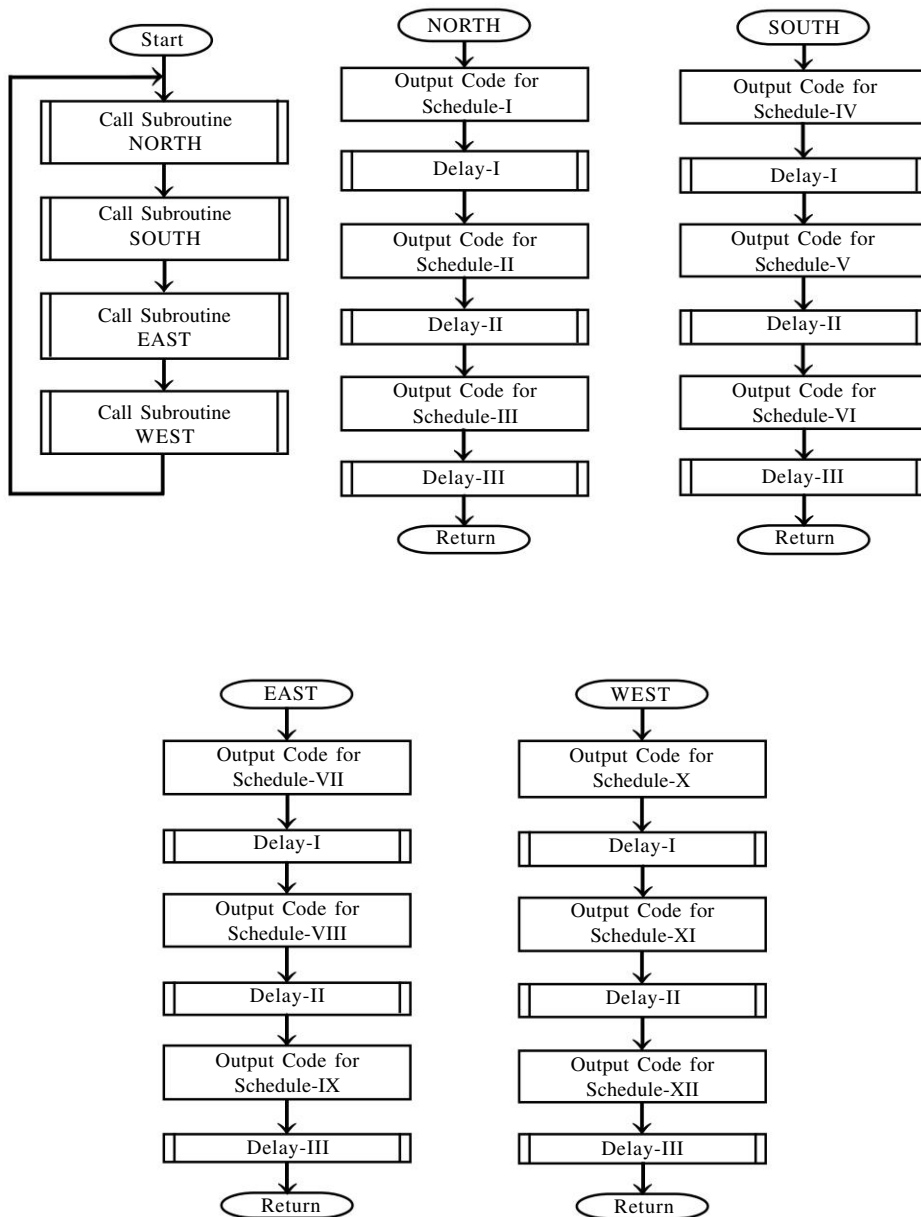 Start
Call Subroutine
NORTH
Call Subroutine
SOUTH
Call Subroutine
EAST
Call Subroutine
WEST
NORTH
Output Code for
Schedule-I
Delay-I
Output Code for
Schedule-II
Delay-II
Output Code for
Schedule-III
Delay-III
Return
SOUTH
Output Code for
Schedule-IV
Delay-I
Output Code for
Schedule-V
Delay-II
Output Code for
Schedule-VI
Delay-III
Return
EAST
Output Code for
Schedule-VII
Delay-I
Output Code for
Schedule-VIII
Delay-II
Output Code for
Schedule-IX
Delay-III
Return
WEST
Output Code for
Schedule-X
Delay-I
Output Code for
Schedule-XI
Delay-II
Output Code for
Schedule-XII
Delay-III
Return